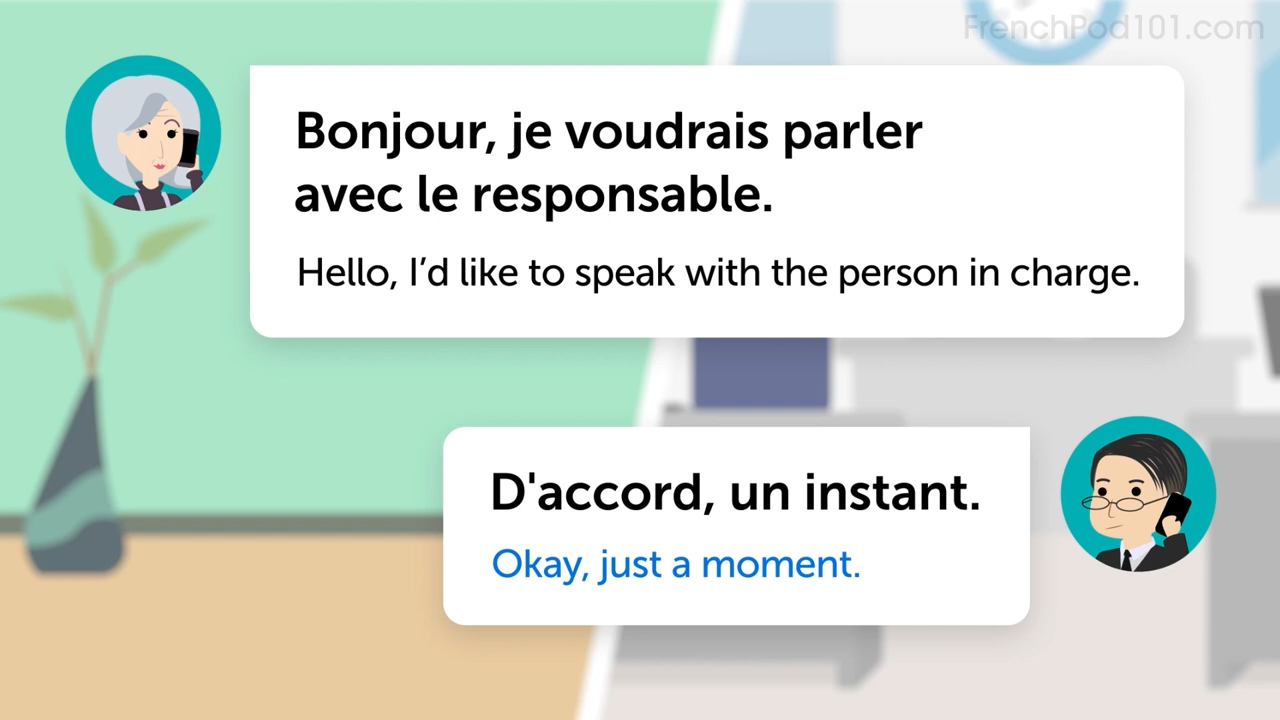 FrenchPod101.com
Bonjour, je voudrais parler
avec le responsable.
Hello, I’d like to speak with the person in charge.
D'accord, un instant.
Okay, just a moment.